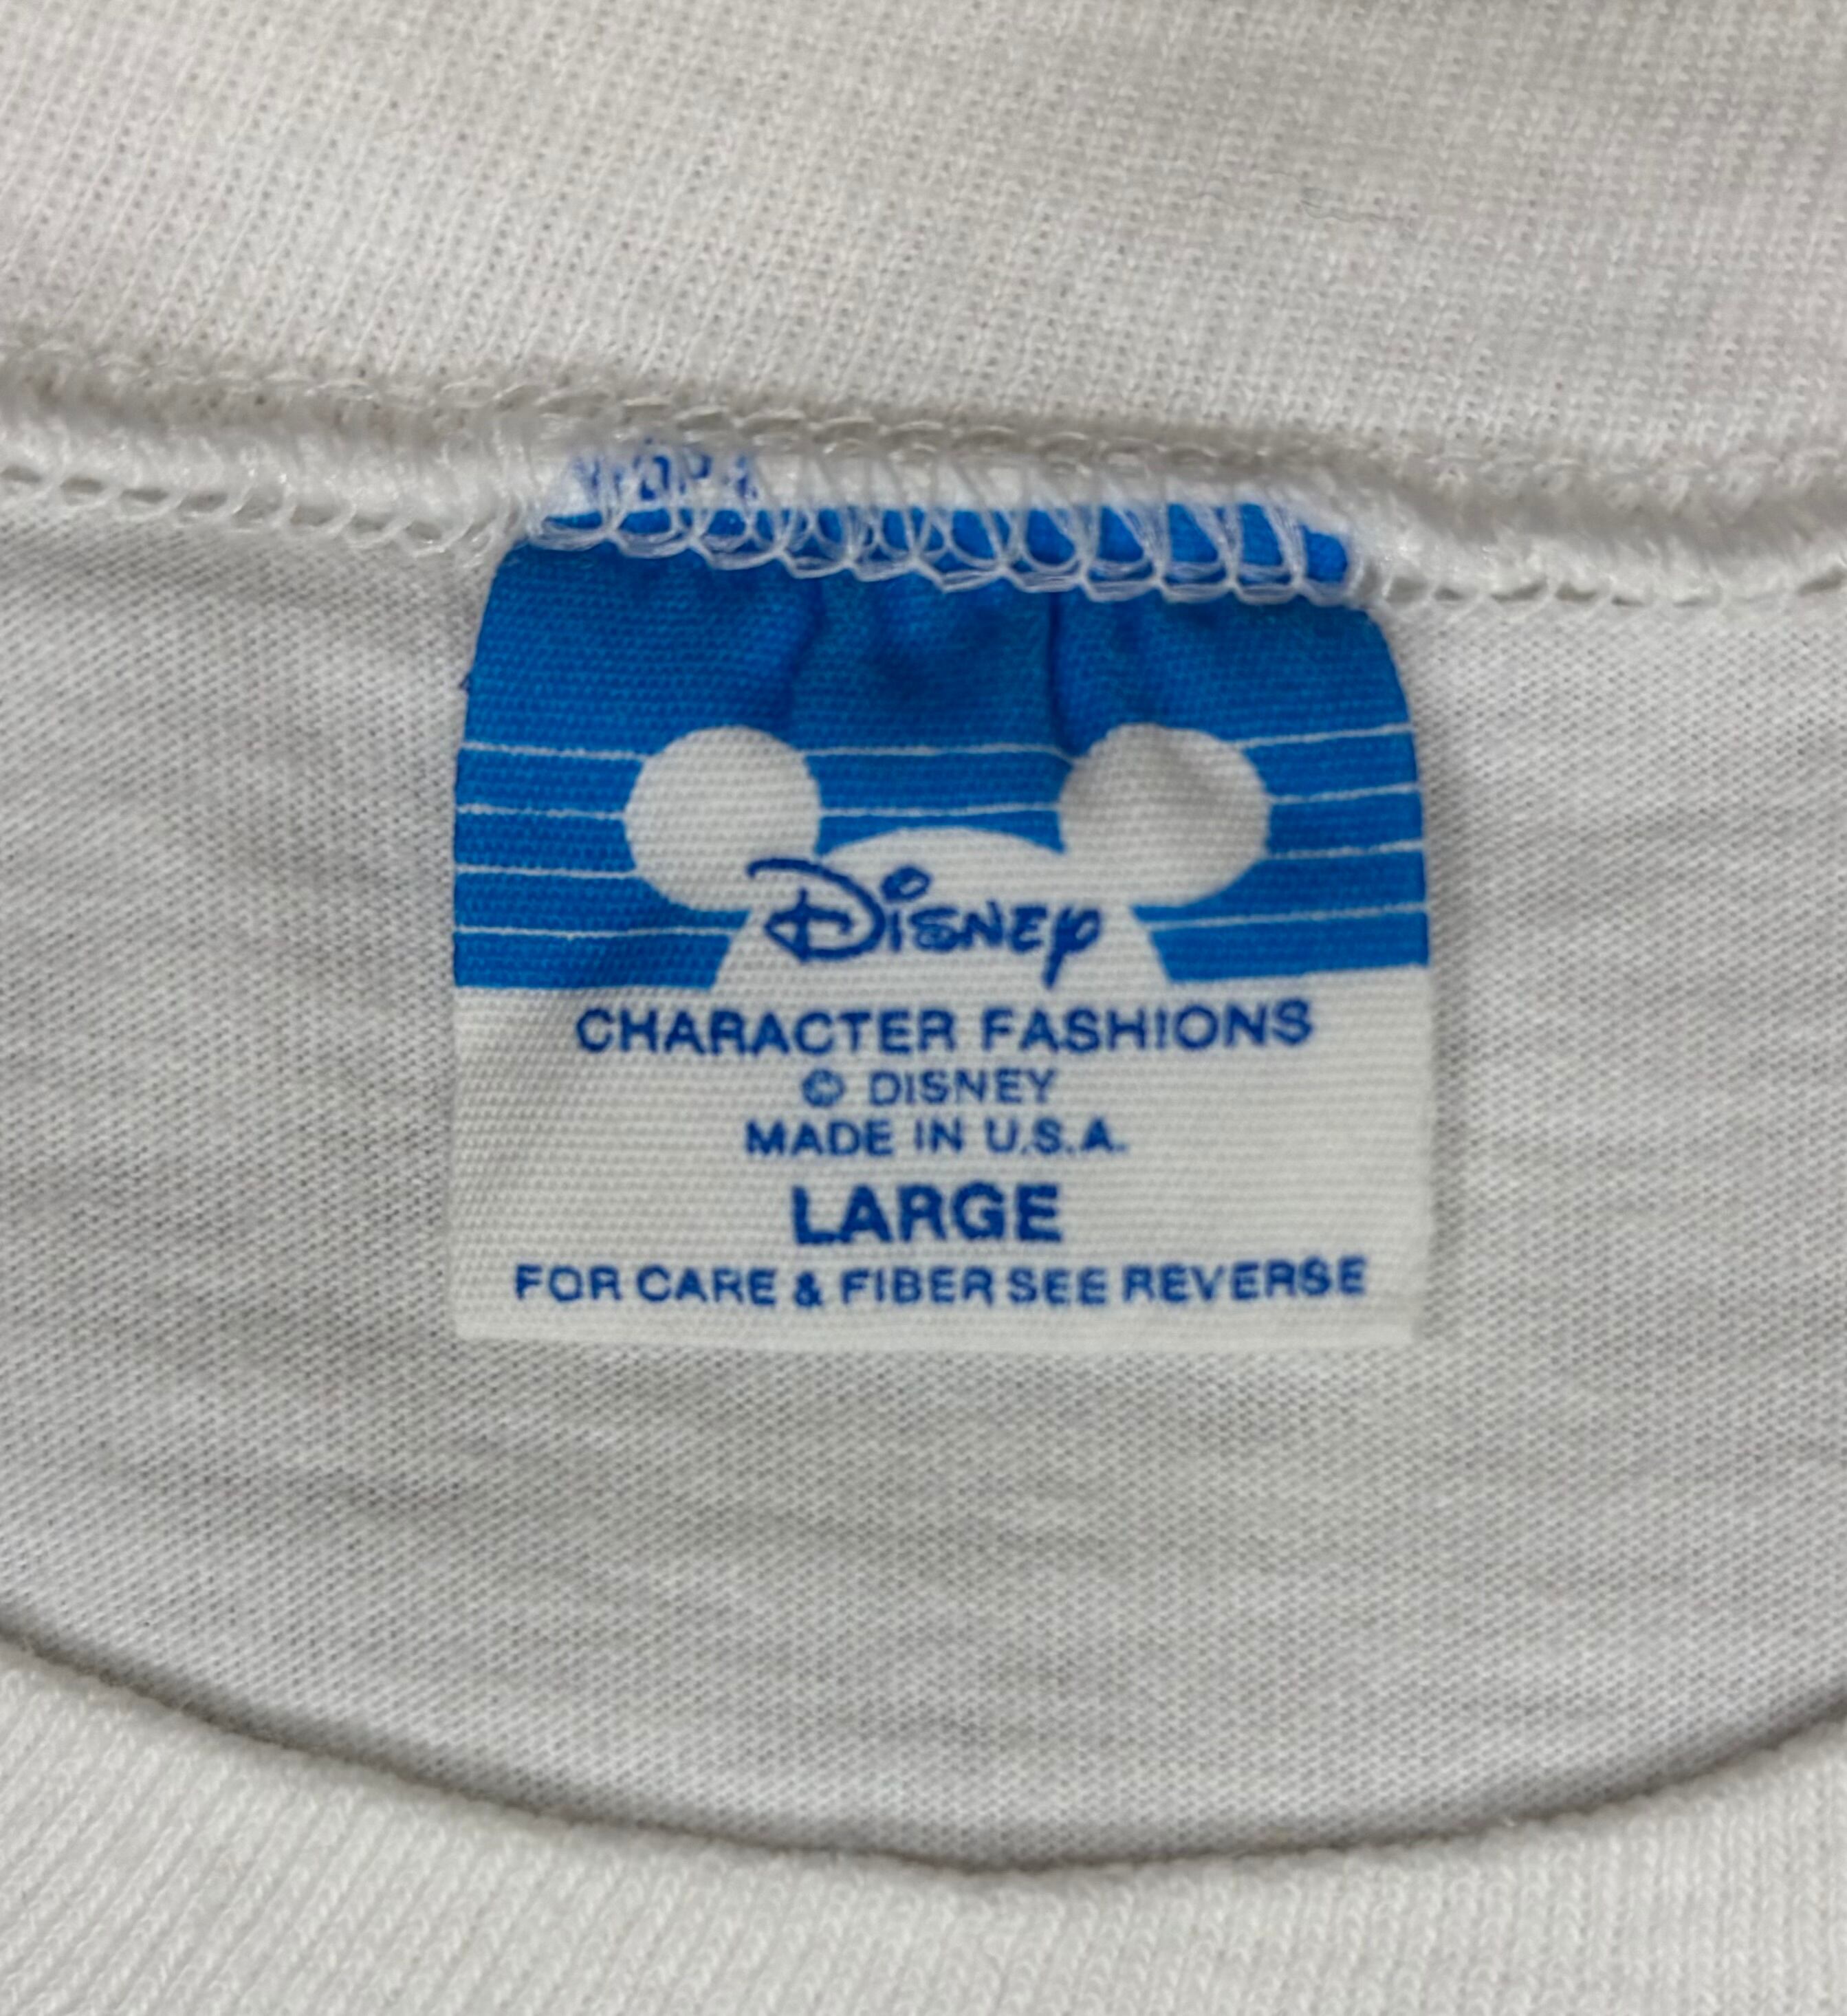 Disney
CHARACTER FASHIONS
© DISNEY
MADE IN U.S.A.
LARGE
FOR CARE & FIBER SEE REVERSE